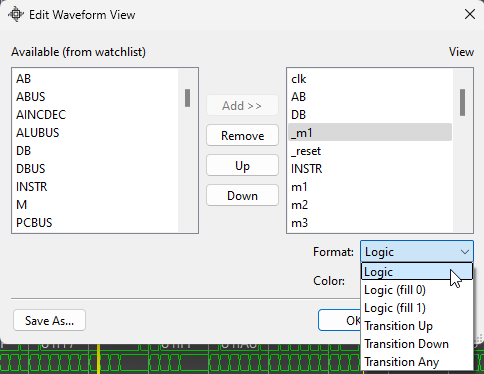 Edit Waveform View
Available (from watchlist)
View
AB
ABUS
AINCDEC
ALUBUS
DB
DBUS
INSTR
M
PCBUS
Add >>
Remove
Up
Down
clk
AB
DB
_m1
_reset
INSTR
m1
m2
m3
Format: Logic
Logic
Logic (fill 0)
Logic (fill 1)
Transition Up
Transition Down
Transition Any
Color:
Save As...